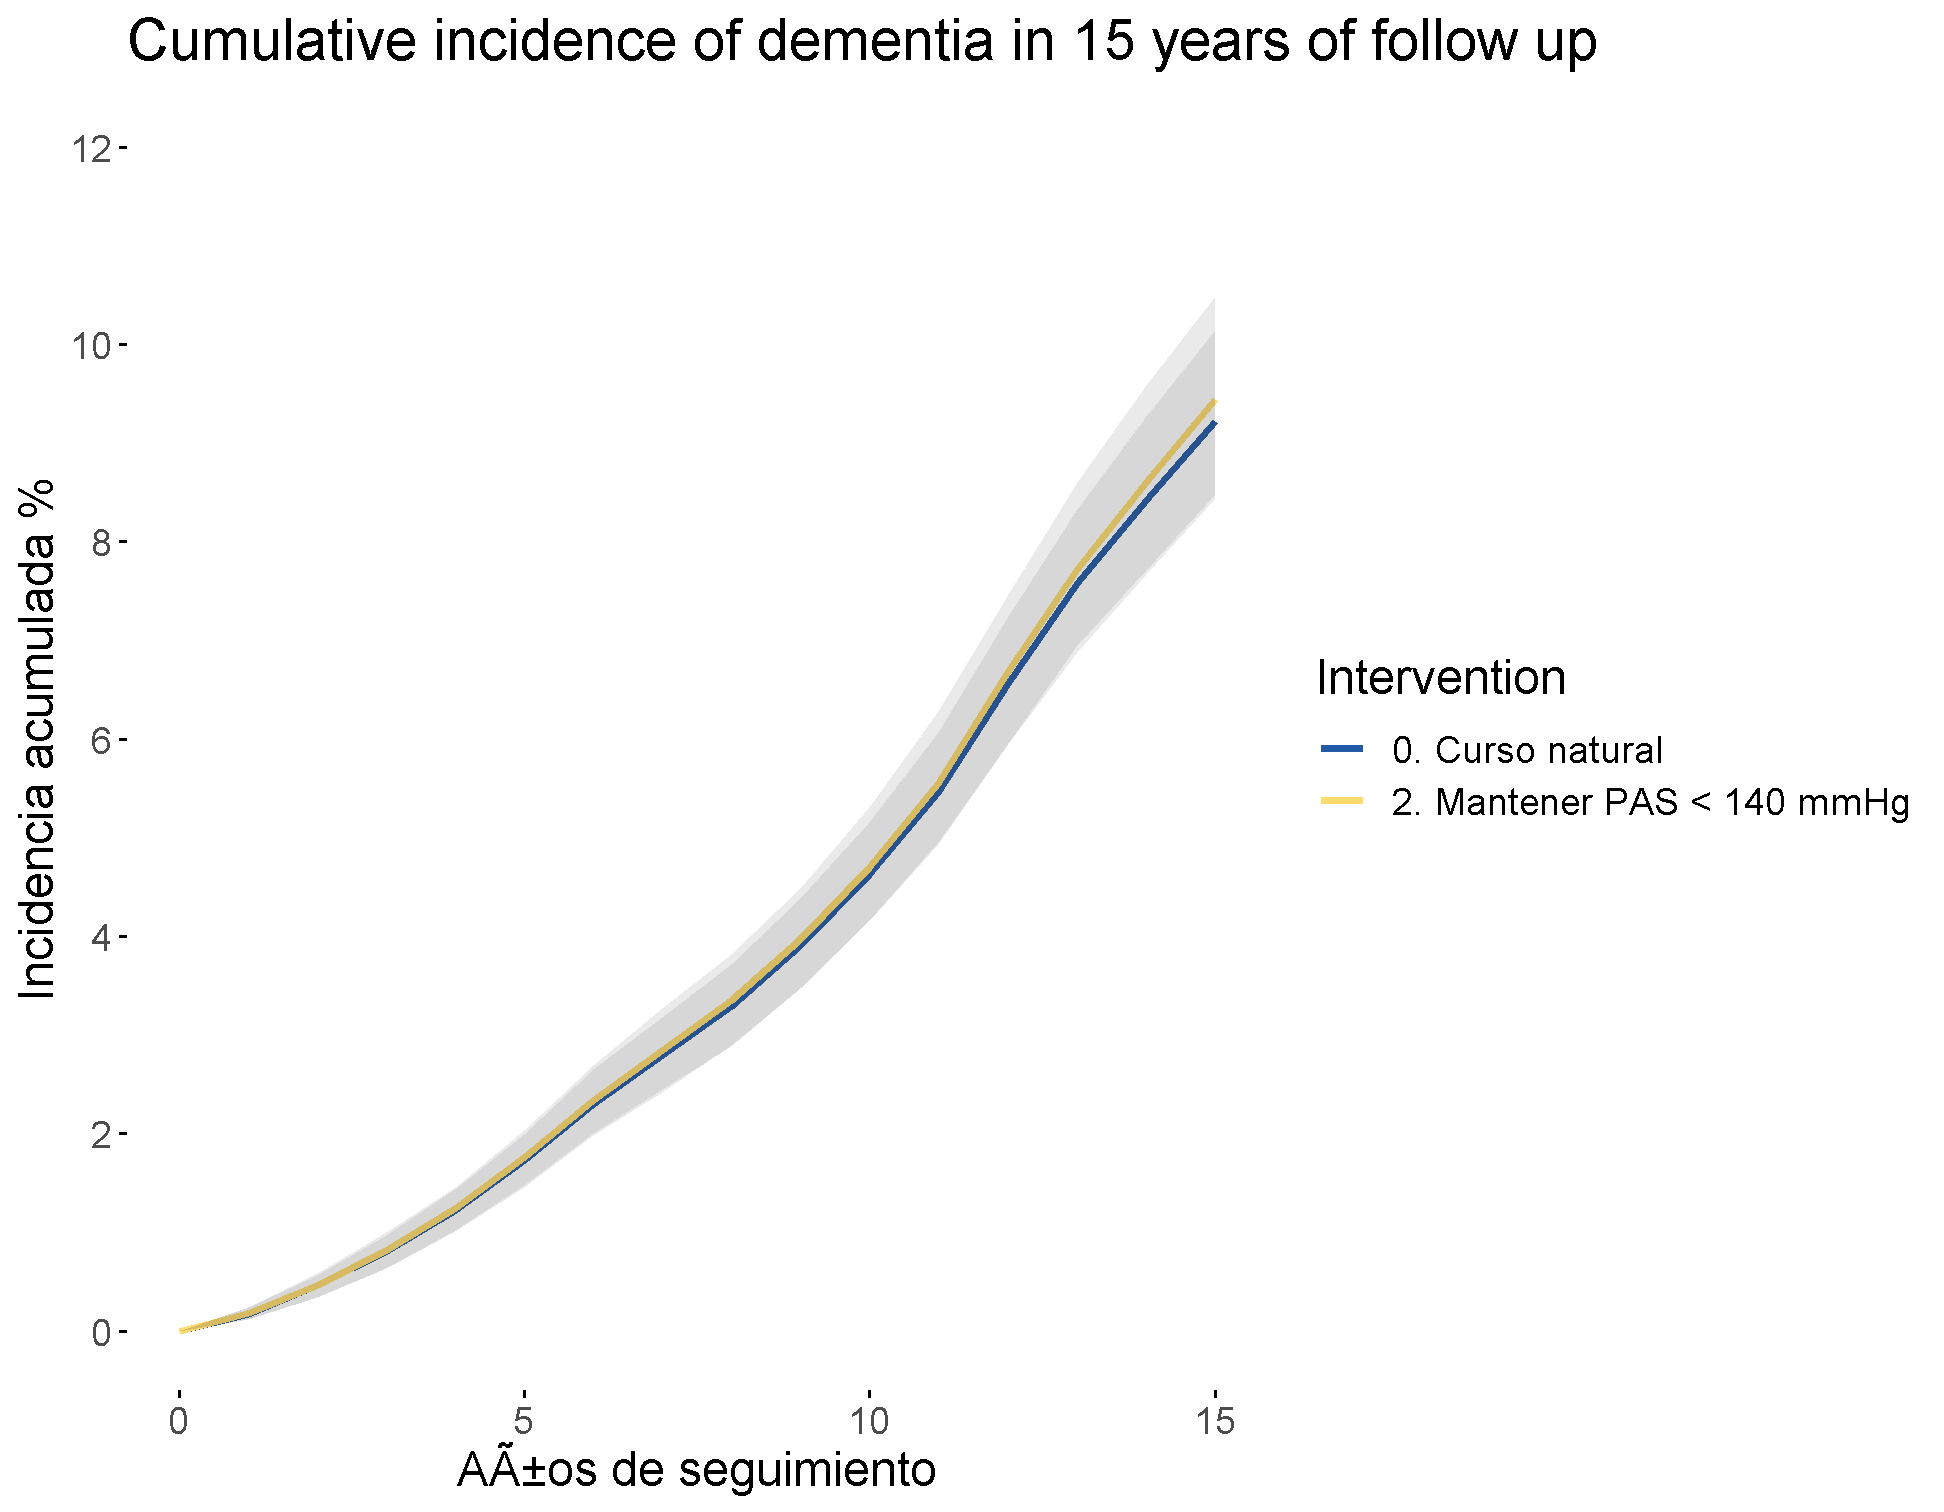 Cumulative incidence of dementia in 15 years of follow up
12
10
8
6
4
2
0
Incidencia acumulada %
0
5
10
15
AÃ±os de seguimiento
Intervention
0. Curso natural
2. Mantener PAS < 140 mmHg